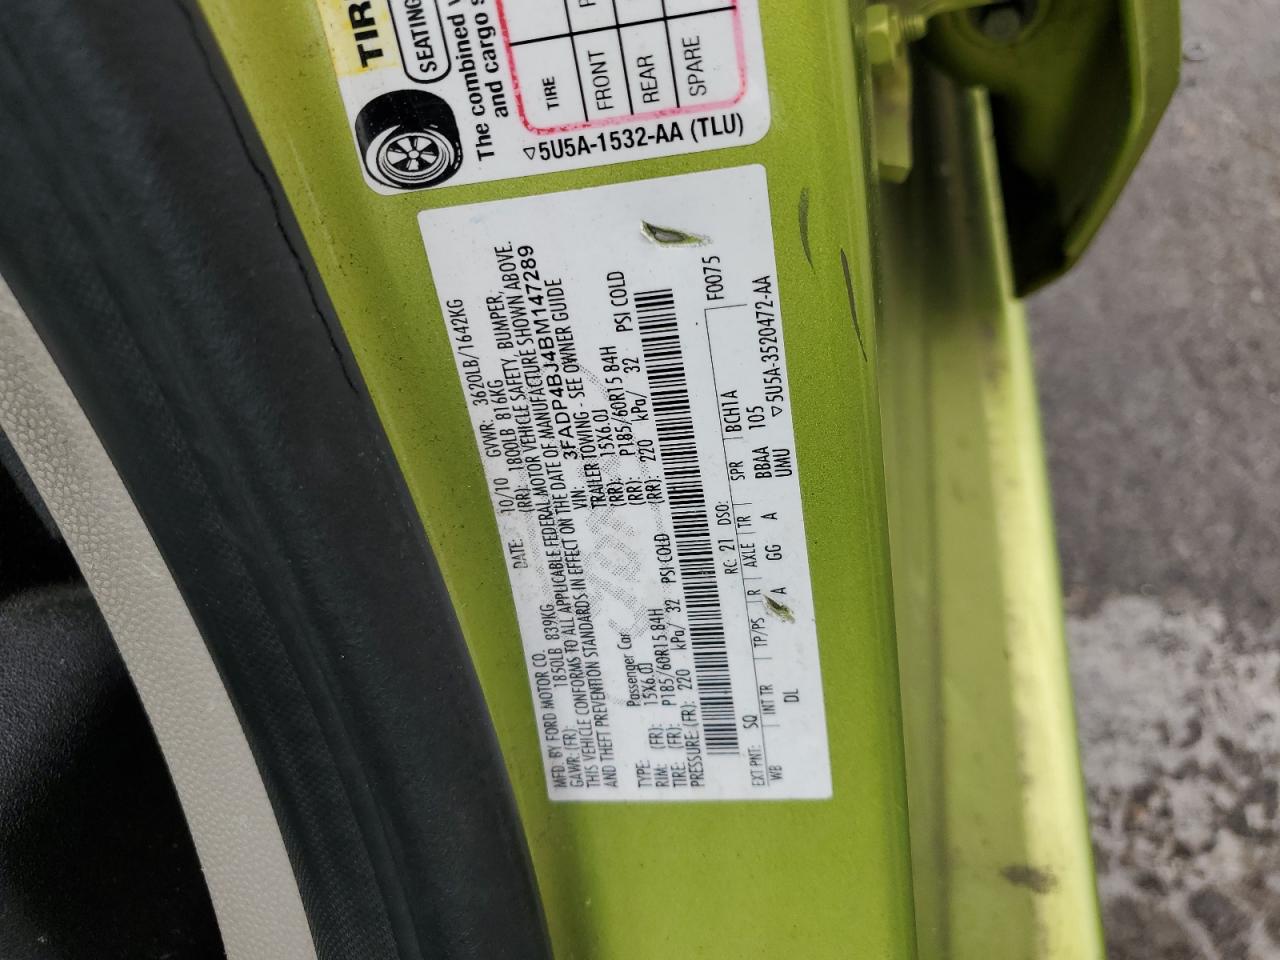 TIR
SEATING
The combined
and cargo
TIRE
FRONT
REAR
SPARE
5U5A-1532-AA (TLU)
MFD. BY FORD MOTOR CO.
DATE: 10/10 GVWR: 3620LB/1642KG
GAWR: (FR): 1850LB 839KG (RR): 1800LB 816KG
THIS VEHICLE CONFORMS TO ALL APPLICABLE FEDERAL MOTOR VEHICLE SAFETY, BUMPER,
AND THEFT PREVENTION STANDARDS IN EFFECT ON THE DATE OF MANUFACTURE SHOWN ABOVE.
VIN: 3FADP4BJ4BM147289
TYPE: Passenger Car TRAILER TOWING - SEE OWNER GUIDE
RIM: (FR): 15X6.0J (RR): 15X6.0J
TIRE: (FR): P185/60R15 84H (RR): P185/60R15 84H
PRESSURE: (FR): 220 kPa/ 32 PSI COLD (RR): 220 kPa/ 32 PSI COLD
F0075
EXT PNT: SQ RC: 21 DSO:
WB INT TR TP/PS R AXLE TR SPR BCHTA
DL A GG A BBAA 105
UMU 5U5A-3520472-AA